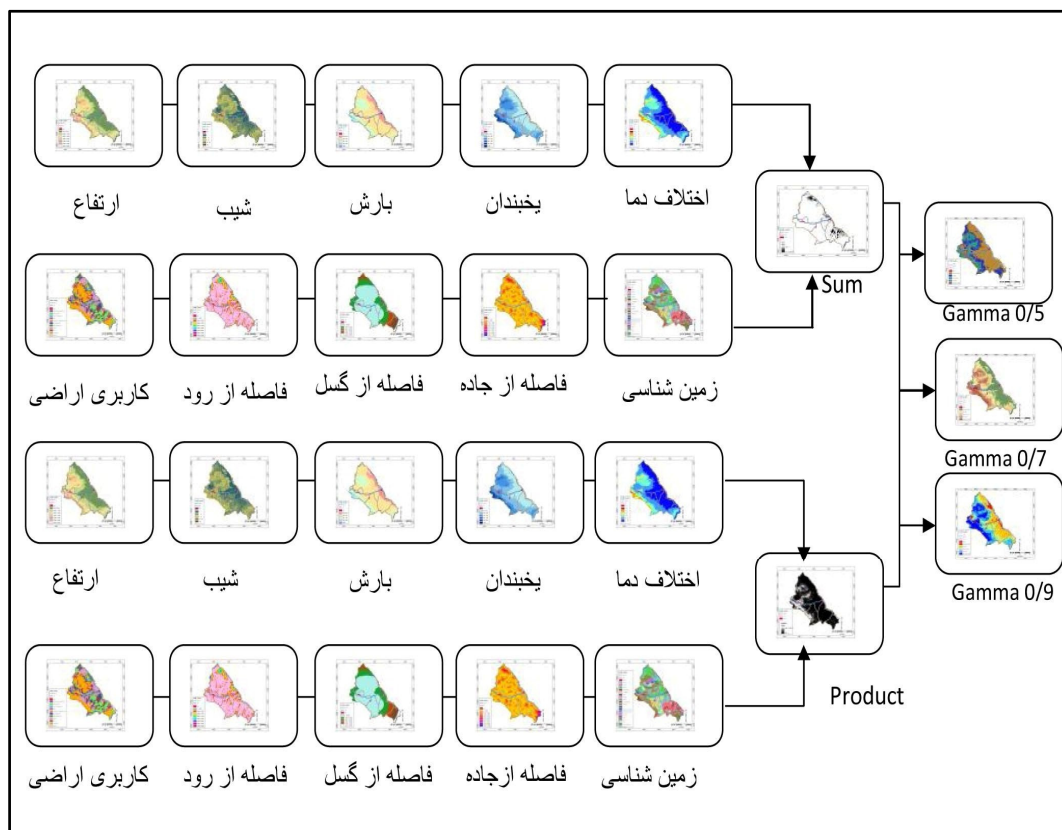 ارتفاع
شیب
بارش
یخبندان
اختلاف دما
Sum
Gamma 0/5
کاربری اراضی
فاصله از رود
فاصله از گسل
فاصله از جاده
زمین شناسی
Gamma 0/7
ارتفاع
شیب
بارش
یخبندان
اختلاف دما
Gamma 0/9
Product
کاربری اراضی
فاصله از رود
فاصله از گسل
فاصله ازجاده
زمین شناسی